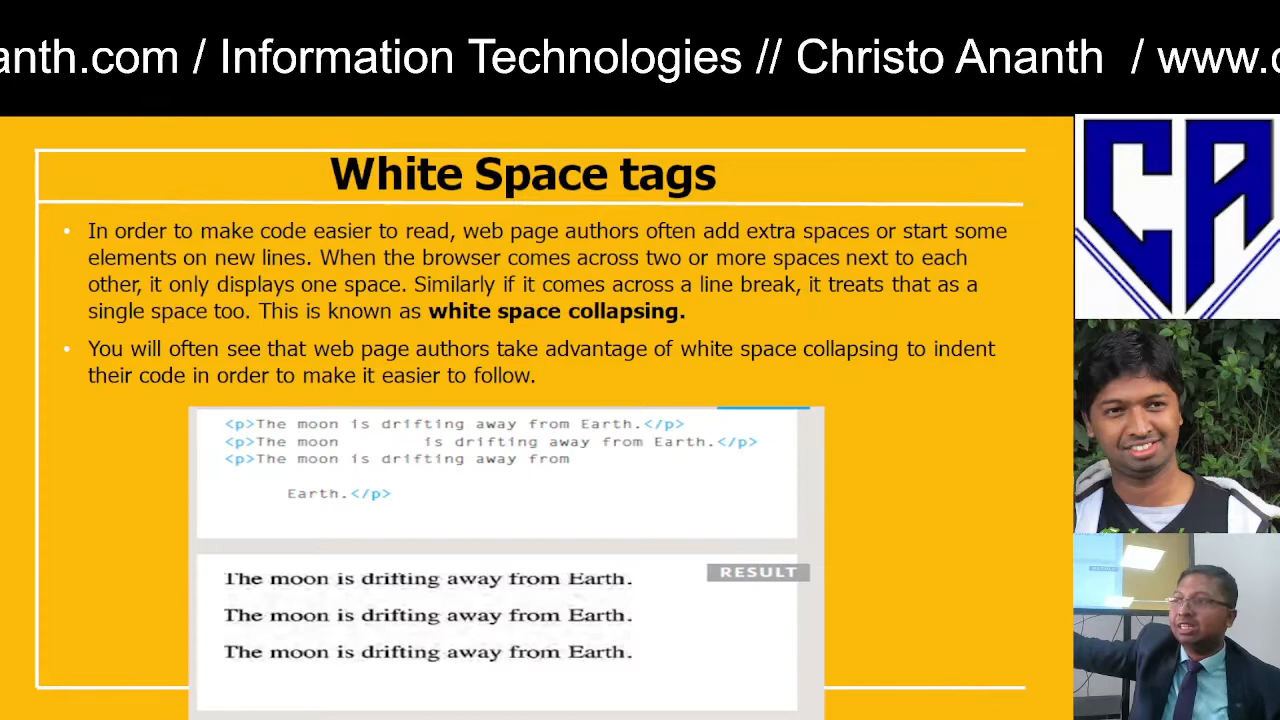 anth.com / Information Technologies // Christo Ananth / www.c
CA
White Space tags
• In order to make code easier to read, web page authors often add extra spaces or start some
elements on new lines. When the browser comes across two or more spaces next to each
other, it only displays one space. Similarly if it comes across a line break, it treats that as a
single space too. This is known as white space collapsing.
• You will often see that web page authors take advantage of white space collapsing to indent
their code in order to make it easier to follow.
<p>The moon is drifting away from Earth.</p>
<p>The moon        is drifting away from Earth.</p>
<p>The moon is drifting away from
Earth.</p>
RESULT
The moon is drifting away from Earth.
The moon is drifting away from Earth.
The moon is drifting away from Earth.